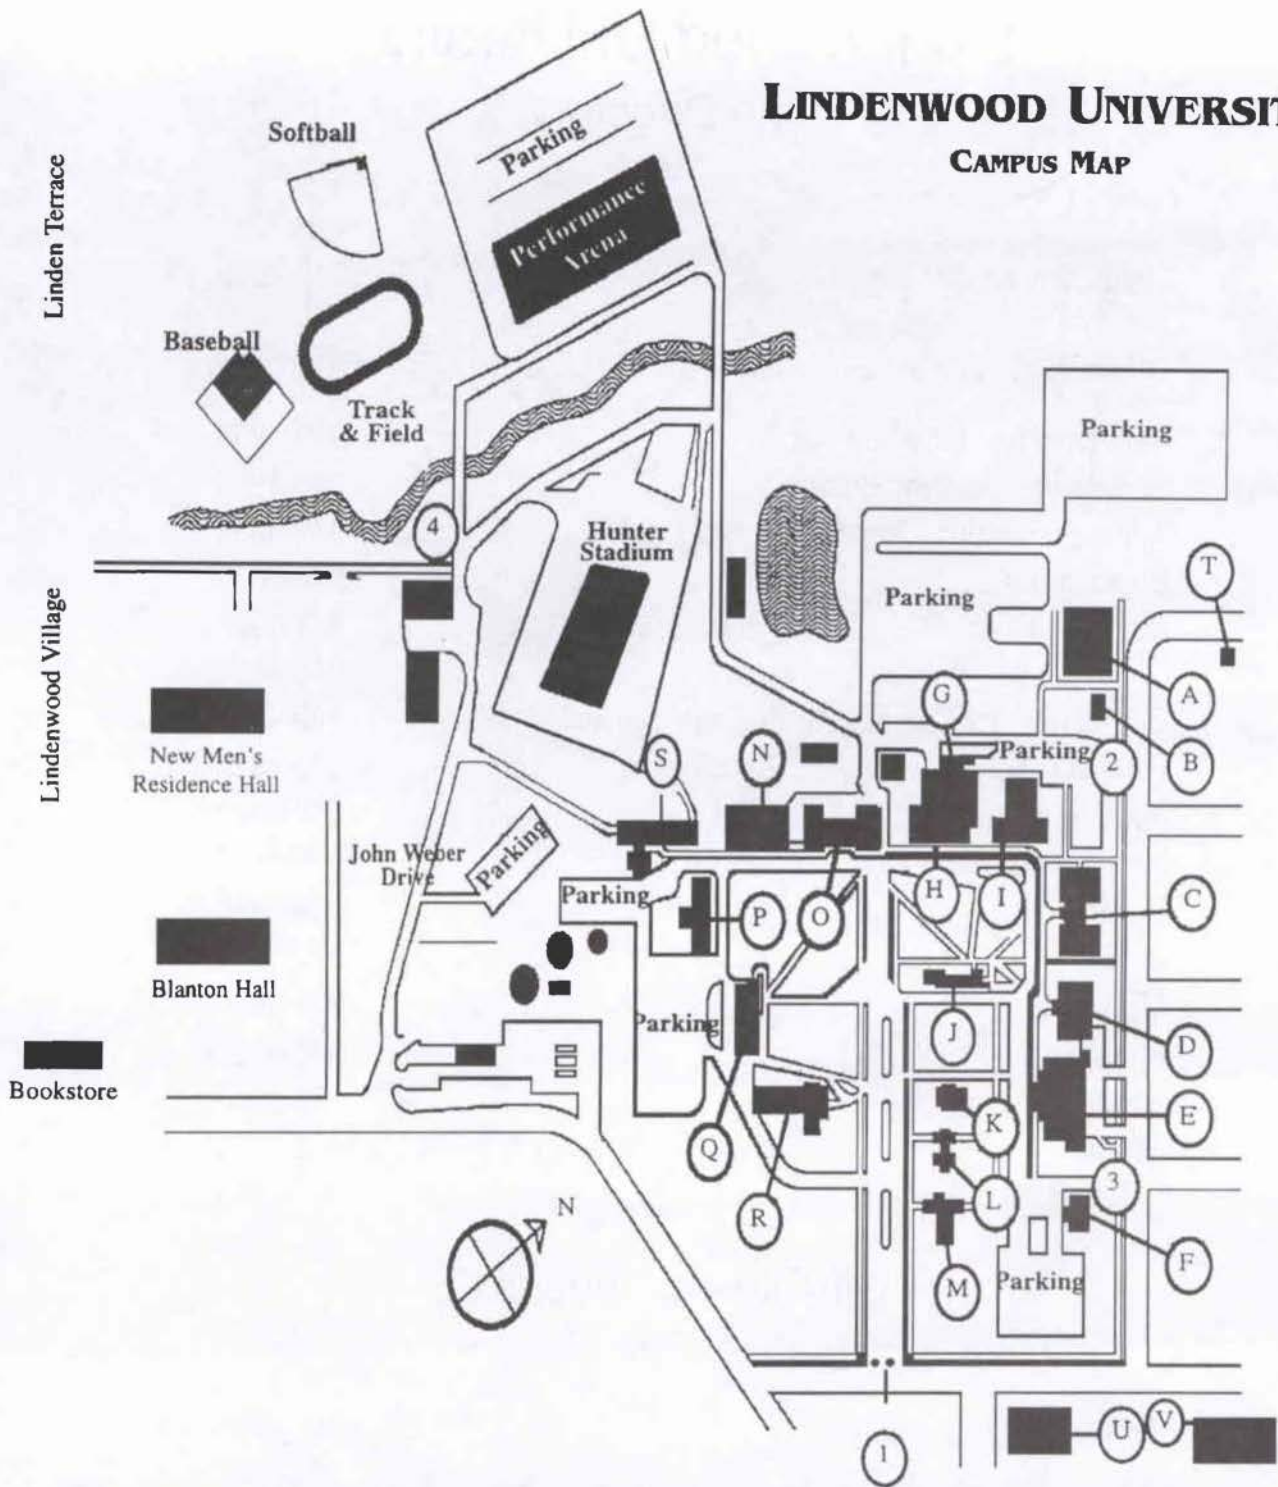 LINDENWOOD UNIVERSIT
CAMPUS MAP
Linden Terrace
Softball
Parking
Performance
Arena
Baseball
Track
& Field
Parking
4
Hunter
Stadium
T
Parking
Lindenwood Village
A
G
New Men's
Residence Hall
S
N
Parking
2
B
John Weber
Drive
Parking
Parking
P
O
H
I
C
Blanton Hall
Parking
J
D
Bookstore
K
E
Q
L
3
R
N
M
Parking
F
1
U
V